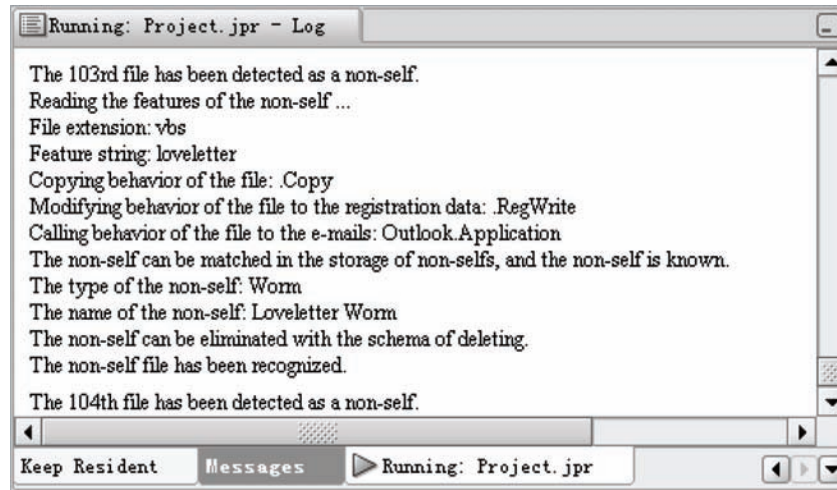 Running: Project.jpr - Log
The 103rd file has been detected as a non-self.
Reading the features of the non-self ...
File extension: vbs
Feature string: loveletter
Copying behavior of the file: .Copy
Modifying behavior of the file to the registration data: .RegWrite
Calling behavior of the file to the e-mails: Outlook.Application
The non-self can be matched in the storage of non-selfs, and the non-self is known.
The type of the non-self: Worm
The name of the non-self: Loveletter Worm
The non-self can be eliminated with the schema of deleting.
The non-self file has been recognized.
The 104th file has been detected as a non-self.
Keep Resident Messages Running: Project.jpr